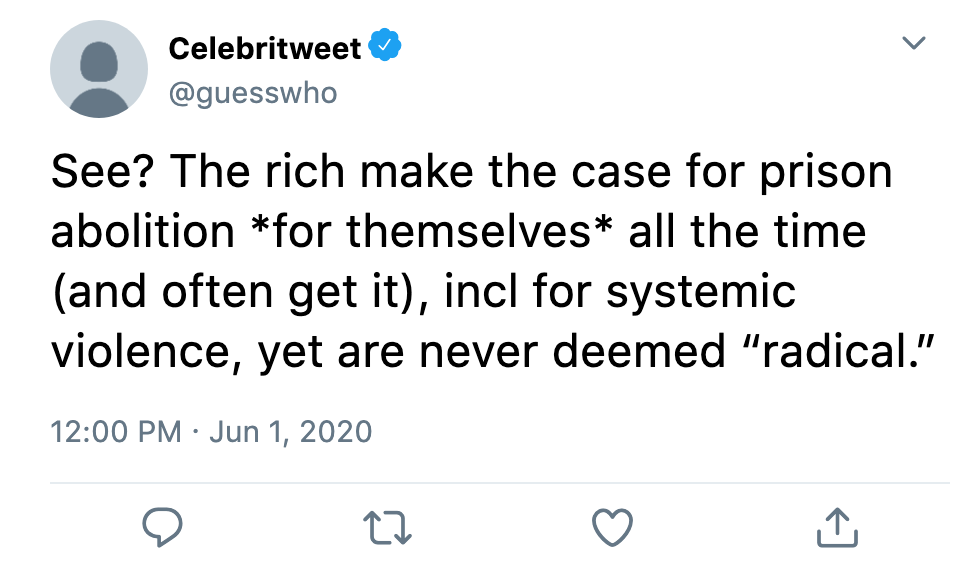 Celebritweet
@guesswho
See? The rich make the case for prison
abolition *for themselves* all the time
(and often get it), incl for systemic
violence, yet are never deemed “radical.”
12:00 PM · Jun 1, 2020